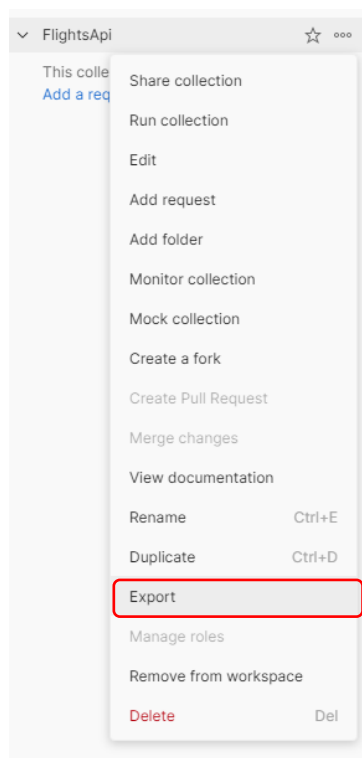 FlightsApi
This colle
Add a req
Share collection
Run collection
Edit
Add request
Add folder
Monitor collection
Mock collection
Create a fork
Create Pull Request
Merge changes
View documentation
Rename Ctrl+E
Duplicate Ctrl+D
Export
Manage roles
Remove from workspace
Delete Del